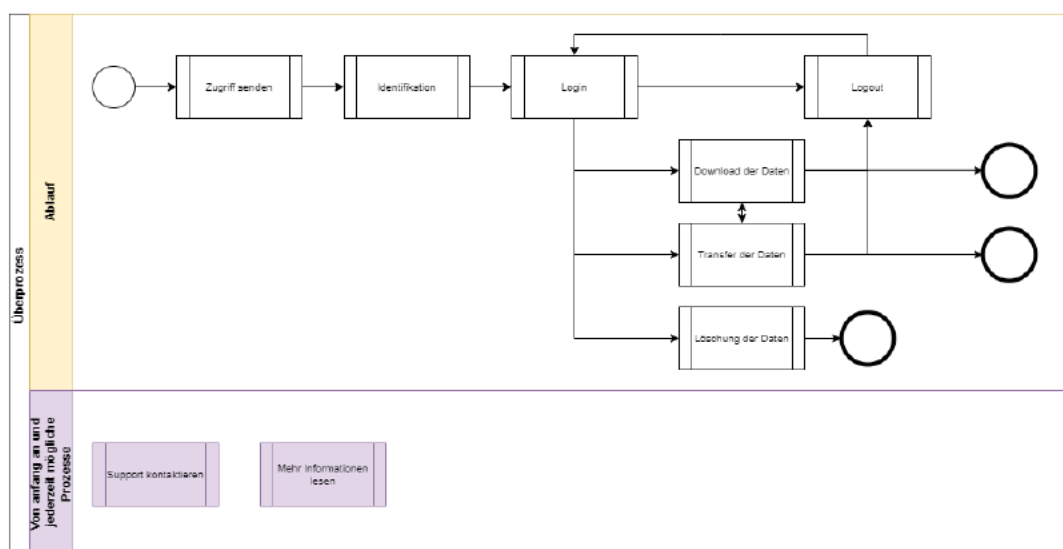 Überprozess
Ablauf
Zugriff senden
Identifikation
Login
Logout
Download der Daten
Transfer der Daten
Löschung der Daten
Von anfang an und
jederzeit mögliche
Prozesse
Support kontaktieren
Mehr Informationen
lesen